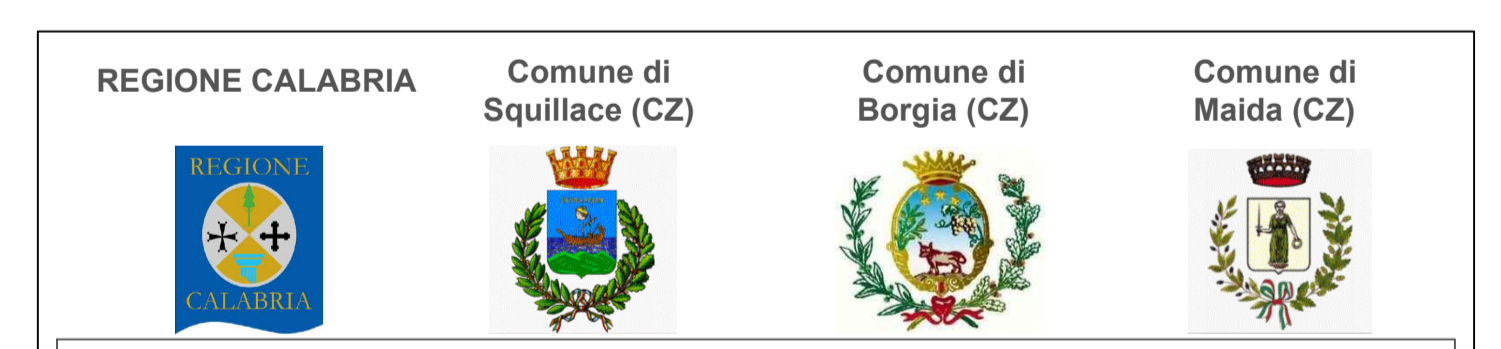 REGIONE CALABRIA
Comune di
Squillace (CZ)
Comune di
Borgia (CZ)
Comune di
Maida (CZ)
REGIONE
CALABRIA